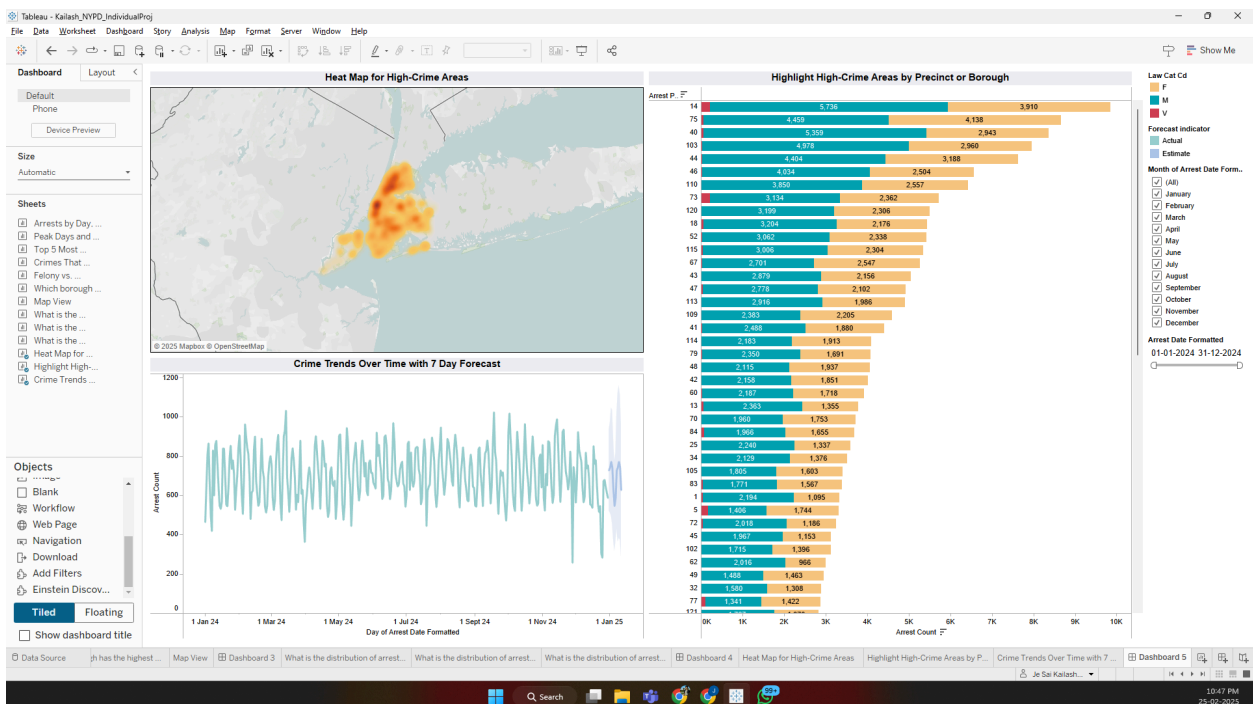 Tableau - Kailash_NYPD_IndividualProj
File Data Worksheet Dashboard Story Analysis Map Format Server Window Help
Show Me
Dashboard Layout
Default
Phone
Device Preview
Size
Automatic
Sheets
Arrests by Day. ...
Peak Days and ...
Top 5 Most ...
Crimes That ...
Felony vs. ...
Which borough ...
Map View
What is the ...
What is the ...
What is the ...
Heat Map for ...
Highlight High-...
Crime Trends ...
Objects
Image
Blank
Workflow
Web Page
Navigation
Download
Add Filters
Einstein Discov...
Tiled Floating
Show dashboard title
Heat Map for High-Crime Areas
© 2025 Mapbox © OpenStreetMap
Crime Trends Over Time with 7 Day Forecast
Arrest Count
1200
1000
800
600
400
200
0
1 Jan 24 1 Mar 24 1 May 24 1 Jul 24 1 Sept 24 1 Nov 24 1 Jan 25
Day of Arrest Date Formatted
Highlight High-Crime Areas by Precinct or Borough
Arrest P..
14 5,736 3,910
75 4,459 4,138
40 5,359 2,943
103 4,978 2,960
44 4,404 3,188
46 4,034 2,504
110 3,850 2,557
73 3,134 2,362
120 3,199 2,306
18 3,204 2,176
52 3,062 2,338
115 3,006 2,304
67 2,701 2,547
43 2,879 2,156
47 2,778 2,102
113 2,916 1,986
109 2,383 2,205
41 2,488 1,880
114 2,183 1,913
79 2,350 1,691
48 2,115 1,937
42 2,158 1,851
60 2,187 1,718
13 2,363 1,355
70 1,960 1,753
84 1,966 1,655
25 2,240 1,337
34 2,129 1,376
105 1,805 1,603
83 1,771 1,567
1 2,194 1,095
5 1,406 1,744
72 2,018 1,186
45 1,967 1,153
102 1,715 1,396
62 2,016 966
49 1,488 1,463
32 1,580 1,308
77 1,341 1,422
121
0K 1K 2K 3K 4K 5K 6K 7K 8K 9K 10K
Arrest Count
Law Cat Cd
F
M
V
Forecast indicator
Actual
Estimate
Month of Arrest Date Form..
(All)
January
February
March
April
May
June
July
August
September
October
November
December
Arrest Date Formatted
01-01-2024 31-12-2024
Data Source gh has the highest ... Map View Dashboard 3 What is the distribution of arrest... What is the distribution of arrest... What is the distribution of arrest... Dashboard 4 Heat Map for High-Crime Areas Highlight High-Crime Areas by P... Crime Trends Over Time with 7 ... Dashboard 5
Je Sai Kailash...
Search
99+
10:47 PM
25-02-2025